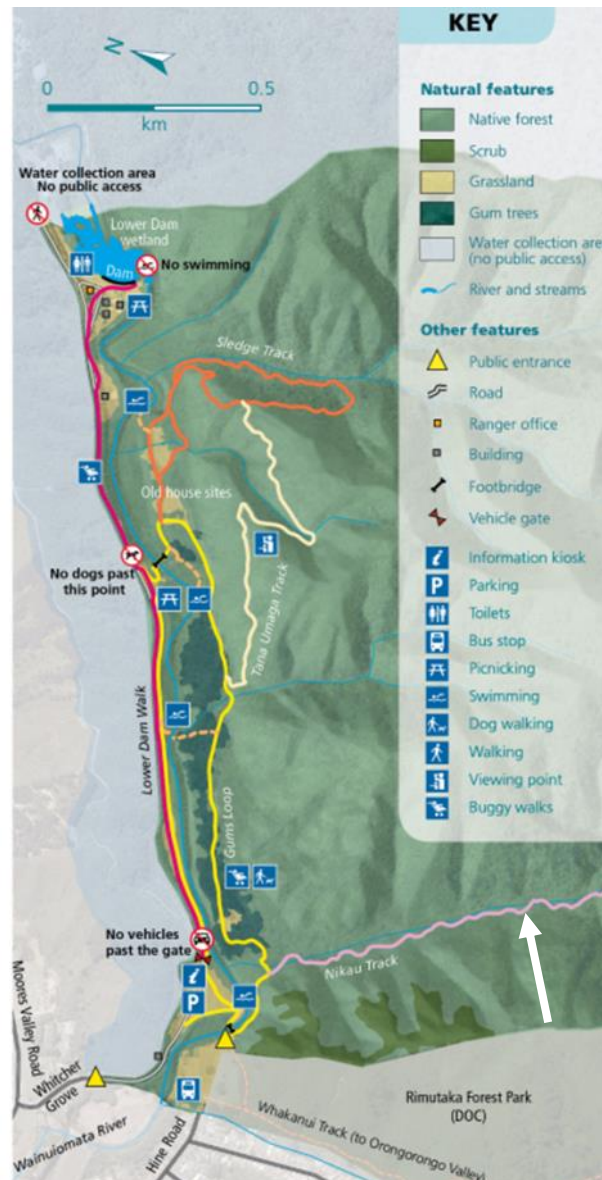 KEY
N
0
0.5
km
Natural features
Native forest
Scrub
Grassland
Gum trees
Water collection area
(no public access)
River and streams
Other features
Public entrance
Road
Ranger office
Building
Footbridge
Vehicle gate
i
Information kiosk
P
Parking
Toilets
Bus stop
Picnicking
Swimming
Dog walking
Walking
Viewing point
Buggy walks
Water collection area
No public access
Lower Dam
wetland
Dam
No swimming
Sledge Track
Old house sites
No dogs past
this point
Tana Umaga Track
Lower Dam Walk
Gums Loop
No vehicles
past the gate
i
P
Nikau Track
Moores Valley Road
Whitcher
Grove
Wainuiomata River
Hine Road
Rimutaka Forest Park
(DOC)
Whakanui Track (to Orongorongo Valley)